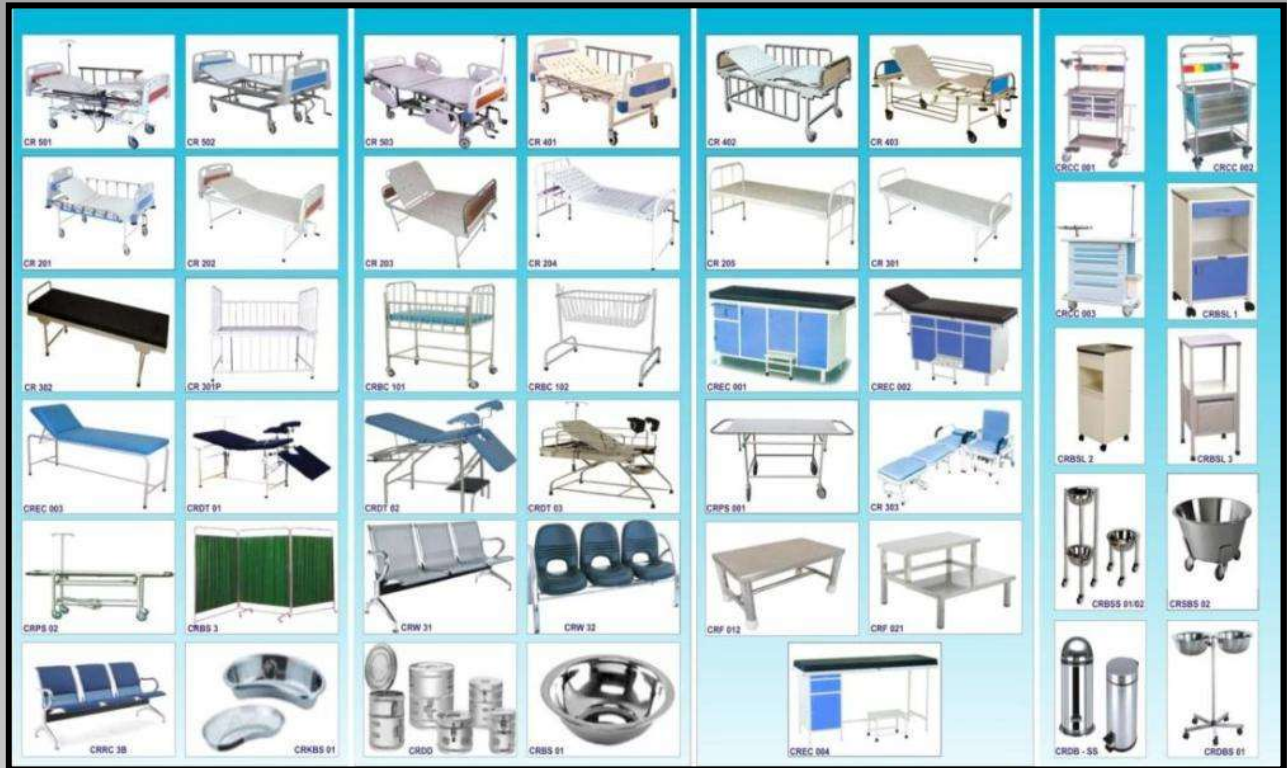 CR 501
CR 502
CR 503
CR 401
CR 402
CR 403
CRCC 001
CRCC 002
CR 201
CR 202
CR 203
CR 204
CR 205
CR 301
CRCC 003
CRBSL 1
CR 302
CR 301P
CRBC 101
CRBC 102
CREC 001
CREC 002
CRBSL 2
CRBSL 3
CREC 003
CRDT 01
CRDT 02
CRDT 03
CRPS 001
CR 303
CRPS 02
CRBS 3
CRW 31
CRW 32
CRF 012
CRF 021
CRBSS 01/02
CRSBS 02
CRRC 3B
CRKBS 01
CRDD
CRBS 01
CREC 004
CRDB - SS
CRDBS 01